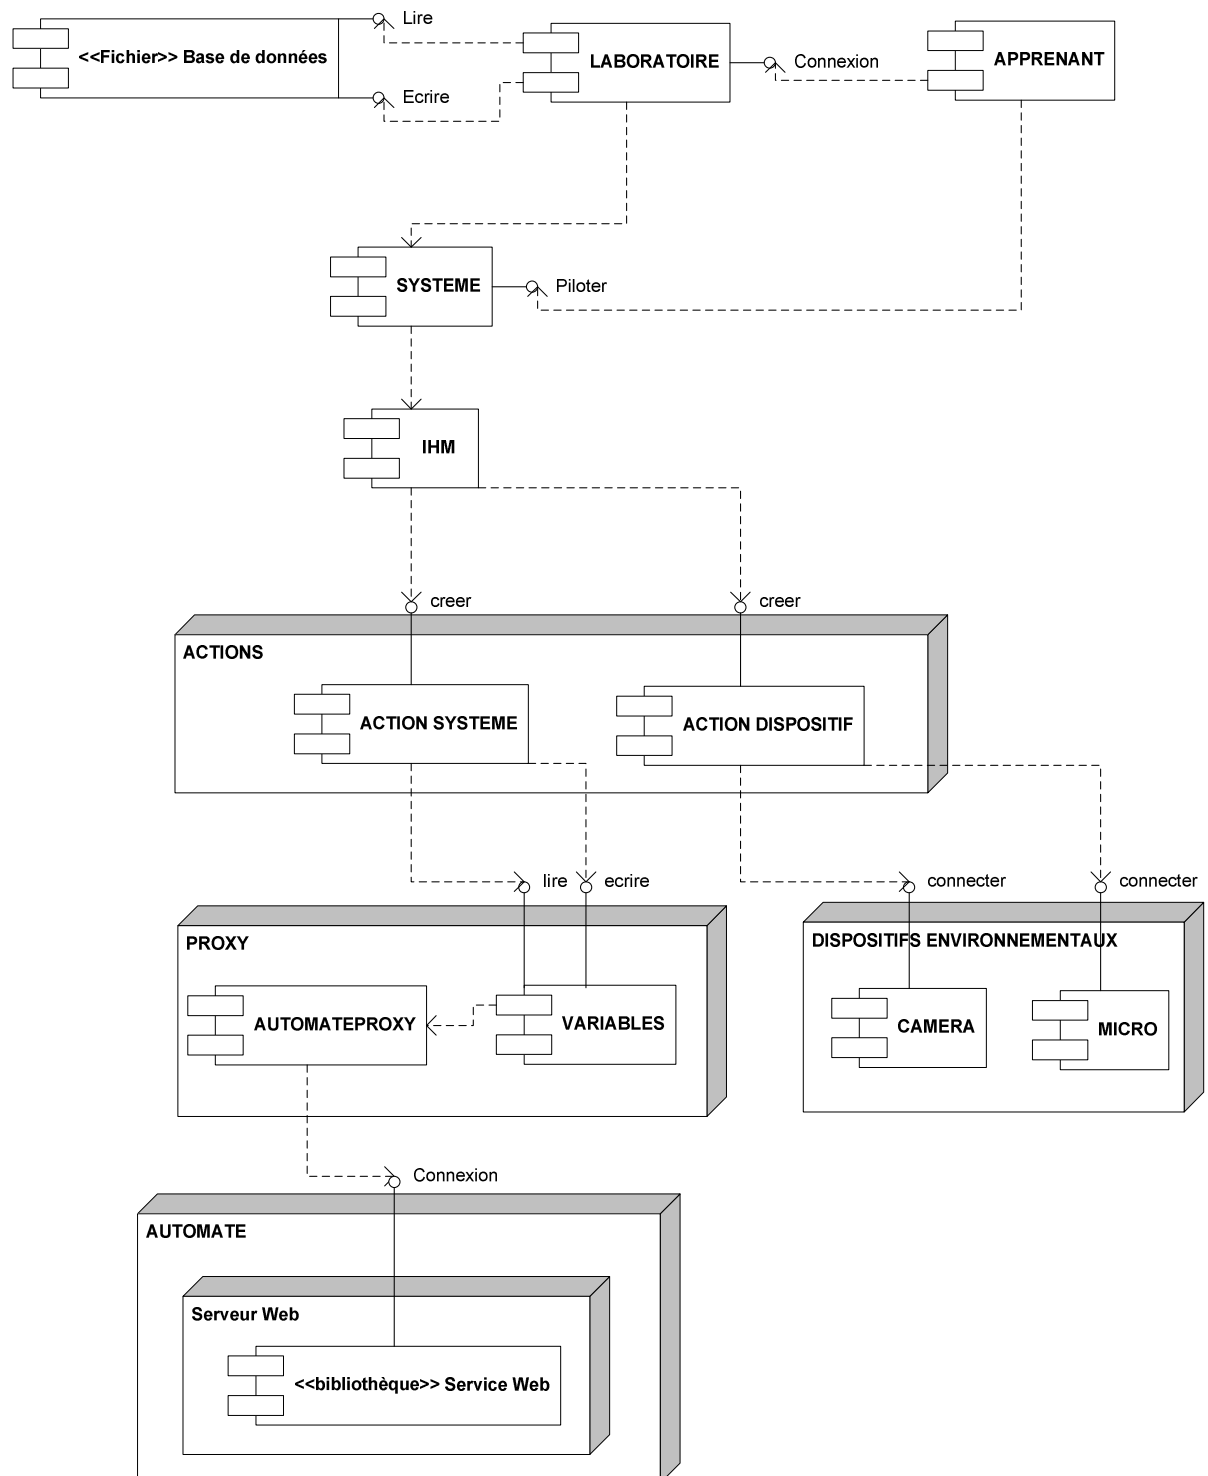 Lire
<<Fichier>> Base de données
Ecrire
LABORATOIRE
Connexion
APPRENANT
SYSTEME
Piloter
IHM
creer
creer
ACTIONS
ACTION SYSTEME
ACTION DISPOSITIF
lire
ecrire
connecter
connecter
PROXY
AUTOMATEPROXY
VARIABLES
DISPOSITIFS ENVIRONNEMENTAUX
CAMERA
MICRO
Connexion
AUTOMATE
Serveur Web
<<bibliothèque>> Service Web